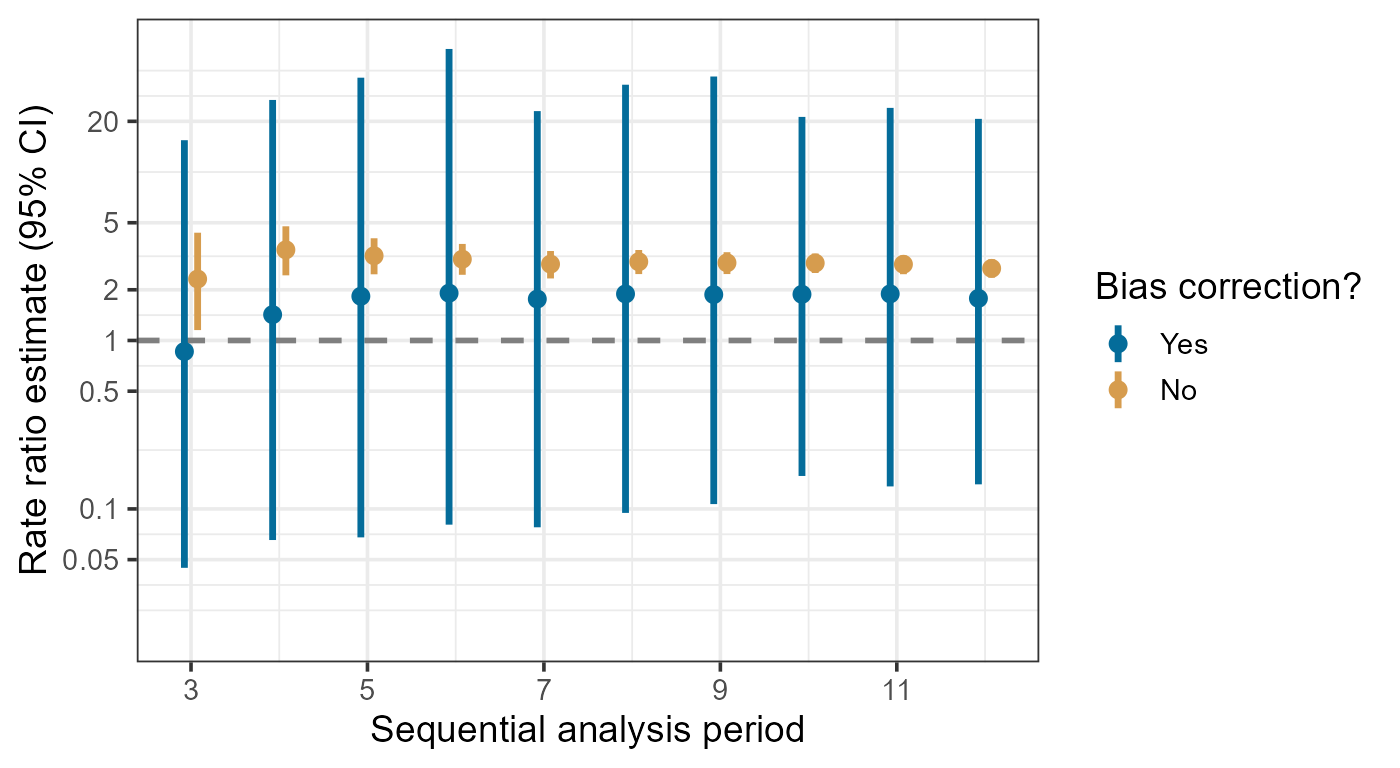 Rate ratio estimate (95% CI)
20
5
2
1
0.5
0.1
0.05
3 5 7 9 11
Sequential analysis period
Bias correction?
Yes
No